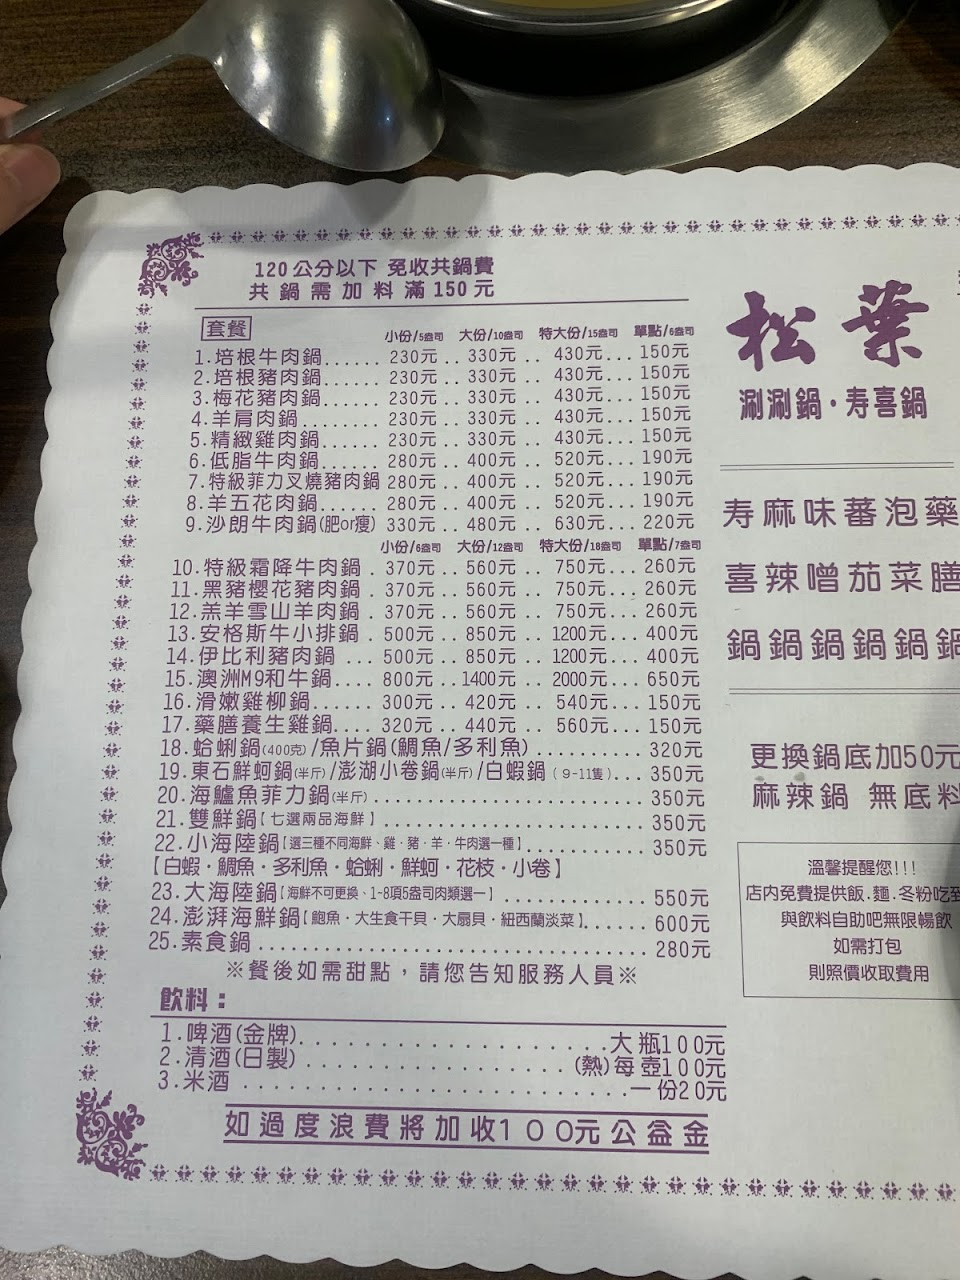 120公分以下 免收共鍋費
共鍋需加料滿150元
套餐 小份/5盎司 大份/10盎司 特大份/15盎司 單點/6盎司
1.培根牛肉鍋......230元..330元..430元...150元
2.培根豬肉鍋......230元..330元..430元...150元
3.梅花豬肉鍋......230元..330元..430元...150元
4.羊肩肉鍋........230元..330元..430元...150元
5.精緻雞肉鍋......230元..330元..430元...150元
6.低脂牛肉鍋......280元..400元..520元...190元
7.特級菲力叉燒豬肉鍋 280元..400元..520元...190元
8.羊五花肉鍋......280元..400元..520元...190元
9.沙朗牛肉鍋(肥or瘦) 330元..480元..630元...220元
小份/6盎司 大份/12盎司 特大份/18盎司 單點/7盎司
10.特級霜降牛肉鍋.370元..560元..750元...260元
11.黑豬櫻花豬肉鍋.370元..560元..750元...260元
12.羔羊雪山羊肉鍋.370元..560元..750元...260元
13.安格斯牛小排鍋.500元..850元..1200元...400元
14.伊比利豬肉鍋...500元..850元..1200元...400元
15.澳洲M9和牛鍋....800元..1400元..2000元...650元
16.滑嫩雞柳鍋.....300元..420元..540元...150元
17.藥膳養生雞鍋...320元..440元..560元...150元
18.蛤蜊鍋(400克)/魚片鍋(鯛魚/多利魚)............320元
19.東石鮮蚵鍋(半斤)/澎湖小卷鍋(半斤)/白蝦鍋(9-11隻)...350元
20.海鱸魚菲力鍋(半斤)..........................350元
21.雙鮮鍋【七選兩品海鮮】......................350元
22.小海陸鍋【選三種不同海鮮、雞·豬·羊·牛肉選一種】..........350元
【白蝦·鯛魚·多利魚·蛤蜊·鮮蚵·花枝·小卷】
23.大海陸鍋【海鮮不可更換、1~8項5盎司肉類選一】............550元
24.澎湃海鮮鍋【鮑魚·大生食干貝·大扇貝·紐西蘭淡菜】......600元
25.素食鍋.....................................280元
※餐後如需甜點，請您告知服務人員※
飲料：
1.啤酒(金牌)....................大瓶100元
2.清酒(日製)................(熱)每壺100元
3.米酒..........................一份20元
如過度浪費將加收100元公益金
松葉
涮涮鍋·寿喜鍋
寿麻味蕃泡藥
喜辣噌茄菜膳
鍋鍋鍋鍋鍋鍋
更換鍋底加50元
麻辣鍋 無底料
溫馨提醒您!!!
店內免費提供飯.麵.冬粉吃到
與飲料自助吧無限暢飲
如需打包
則照價收取費用